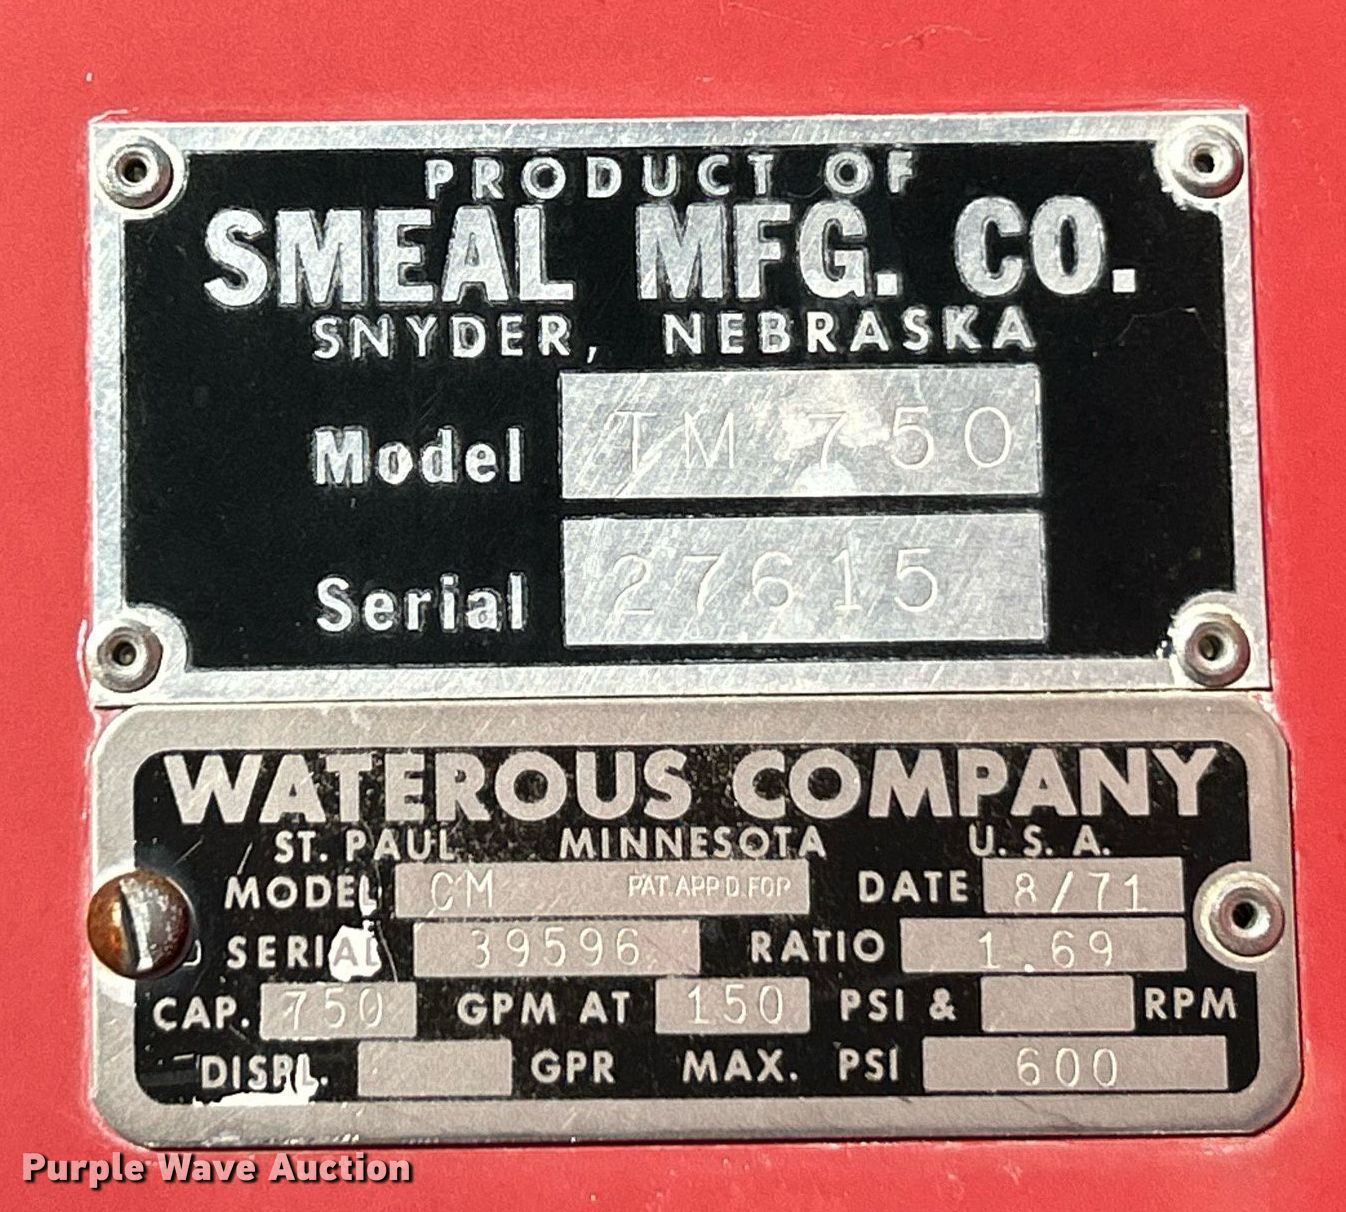 PRODUCT OF
SMEAL MFG. CO.
SNYDER, NEBRASKA
Model TM 750
Serial 27615
WATEROUS COMPANY
ST. PAUL MINNESOTA U. S. A.
MODEL CM PAT. APP'D. FOR DATE 8/71
SERIAL 39596 RATIO 1.69
CAP. 750 GPM AT 150 PSI & RPM
DISPL. GPR MAX. PSI 600
Purple Wave Auction